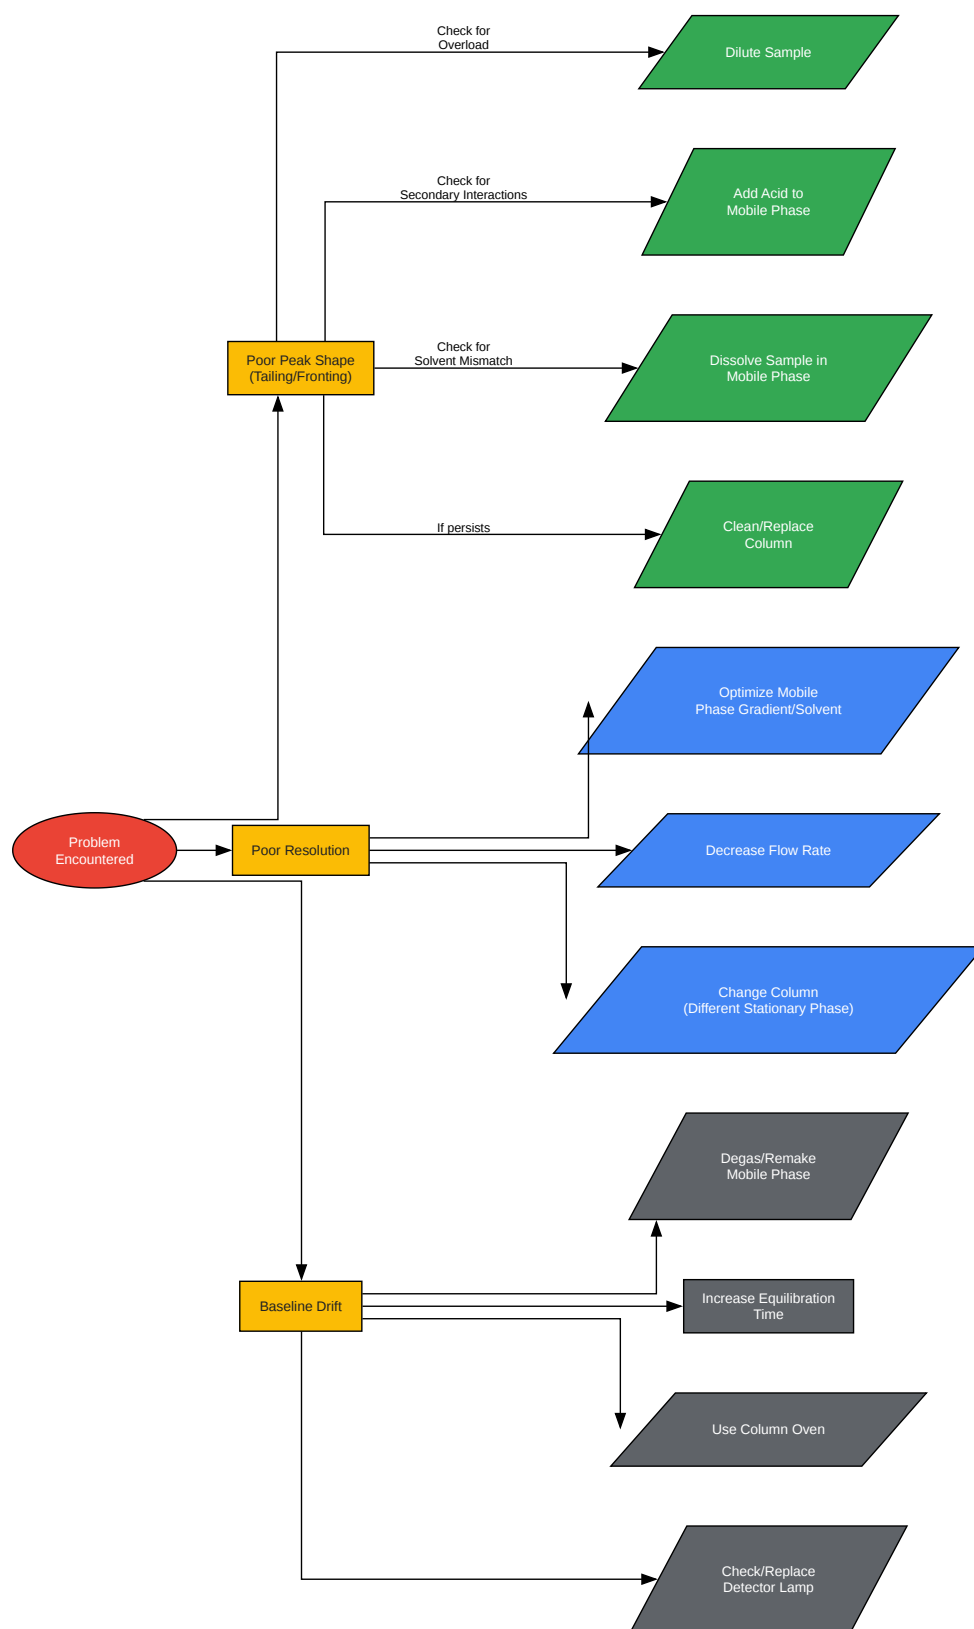 Check for
Overload
Dilute Sample
Check for
Secondary Interactions
Add Acid to
Mobile Phase
Poor Peak Shape
(Tailing/Fronting)
Check for
Solvent Mismatch
Dissolve Sample in
Mobile Phase
If persists
Clean/Replace
Column
Optimize Mobile
Phase Gradient/Solvent
Problem
Encountered
Poor Resolution
Decrease Flow Rate
Change Column
(Different Stationary Phase)
Degas/Remake
Mobile Phase
Baseline Drift
Increase Equilibration
Time
Use Column Oven
Check/Replace
Detector Lamp